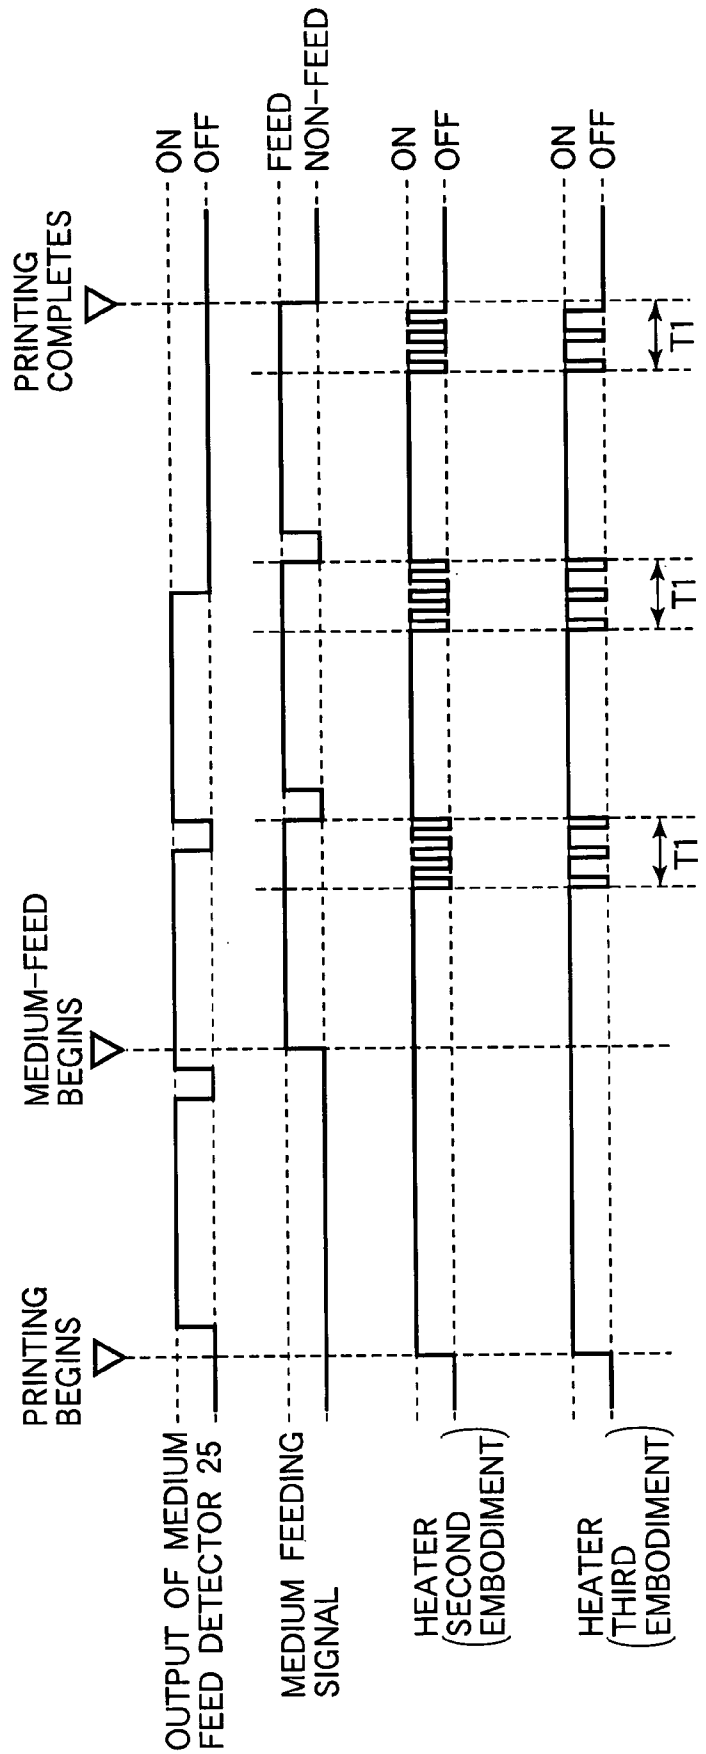 PRINTING
BEGINS
MEDIUM-FEED
BEGINS
PRINTING
COMPLETES
OUTPUT OF MEDIUM
FEED DETECTOR 25
ON
OFF
MEDIUM FEEDING
SIGNAL
FEED
NON-FEED
HEATER
(SECOND
EMBODIMENT)
ON
OFF
HEATER
(THIRD
EMBODIMENT)
ON
OFF
T1
T1
T1